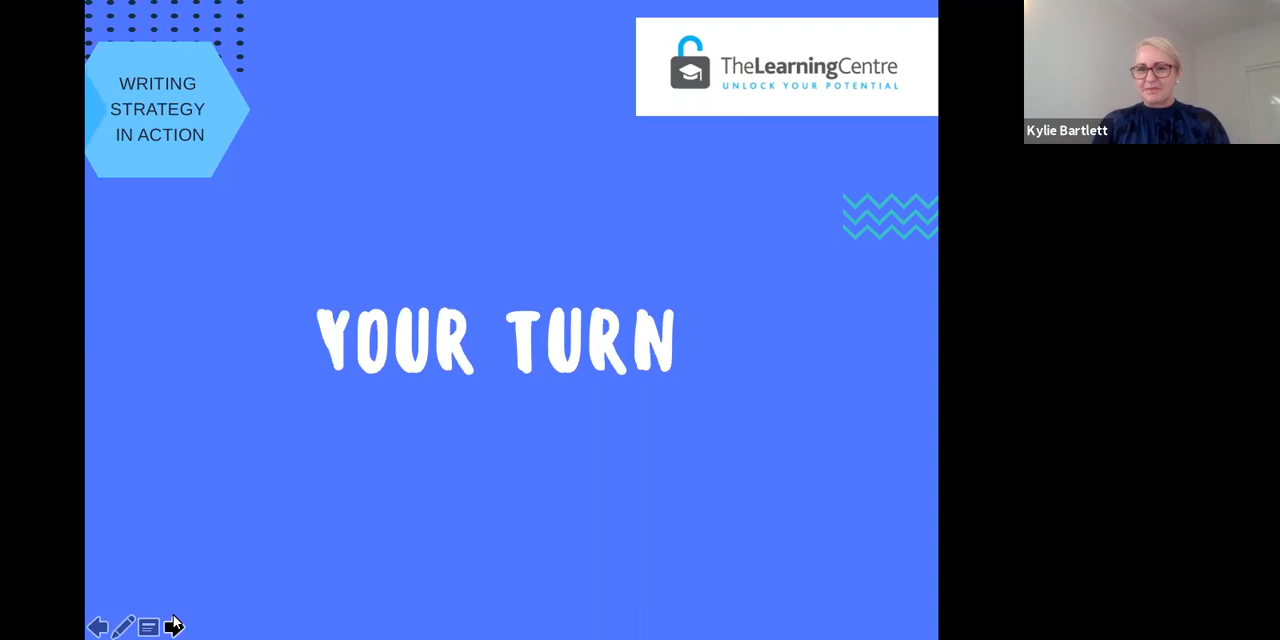 WRITING
STRATEGY
IN ACTION
TheLearningCentre
UNLOCK YOUR POTENTIAL
Kylie Bartlett
YOUR TURN